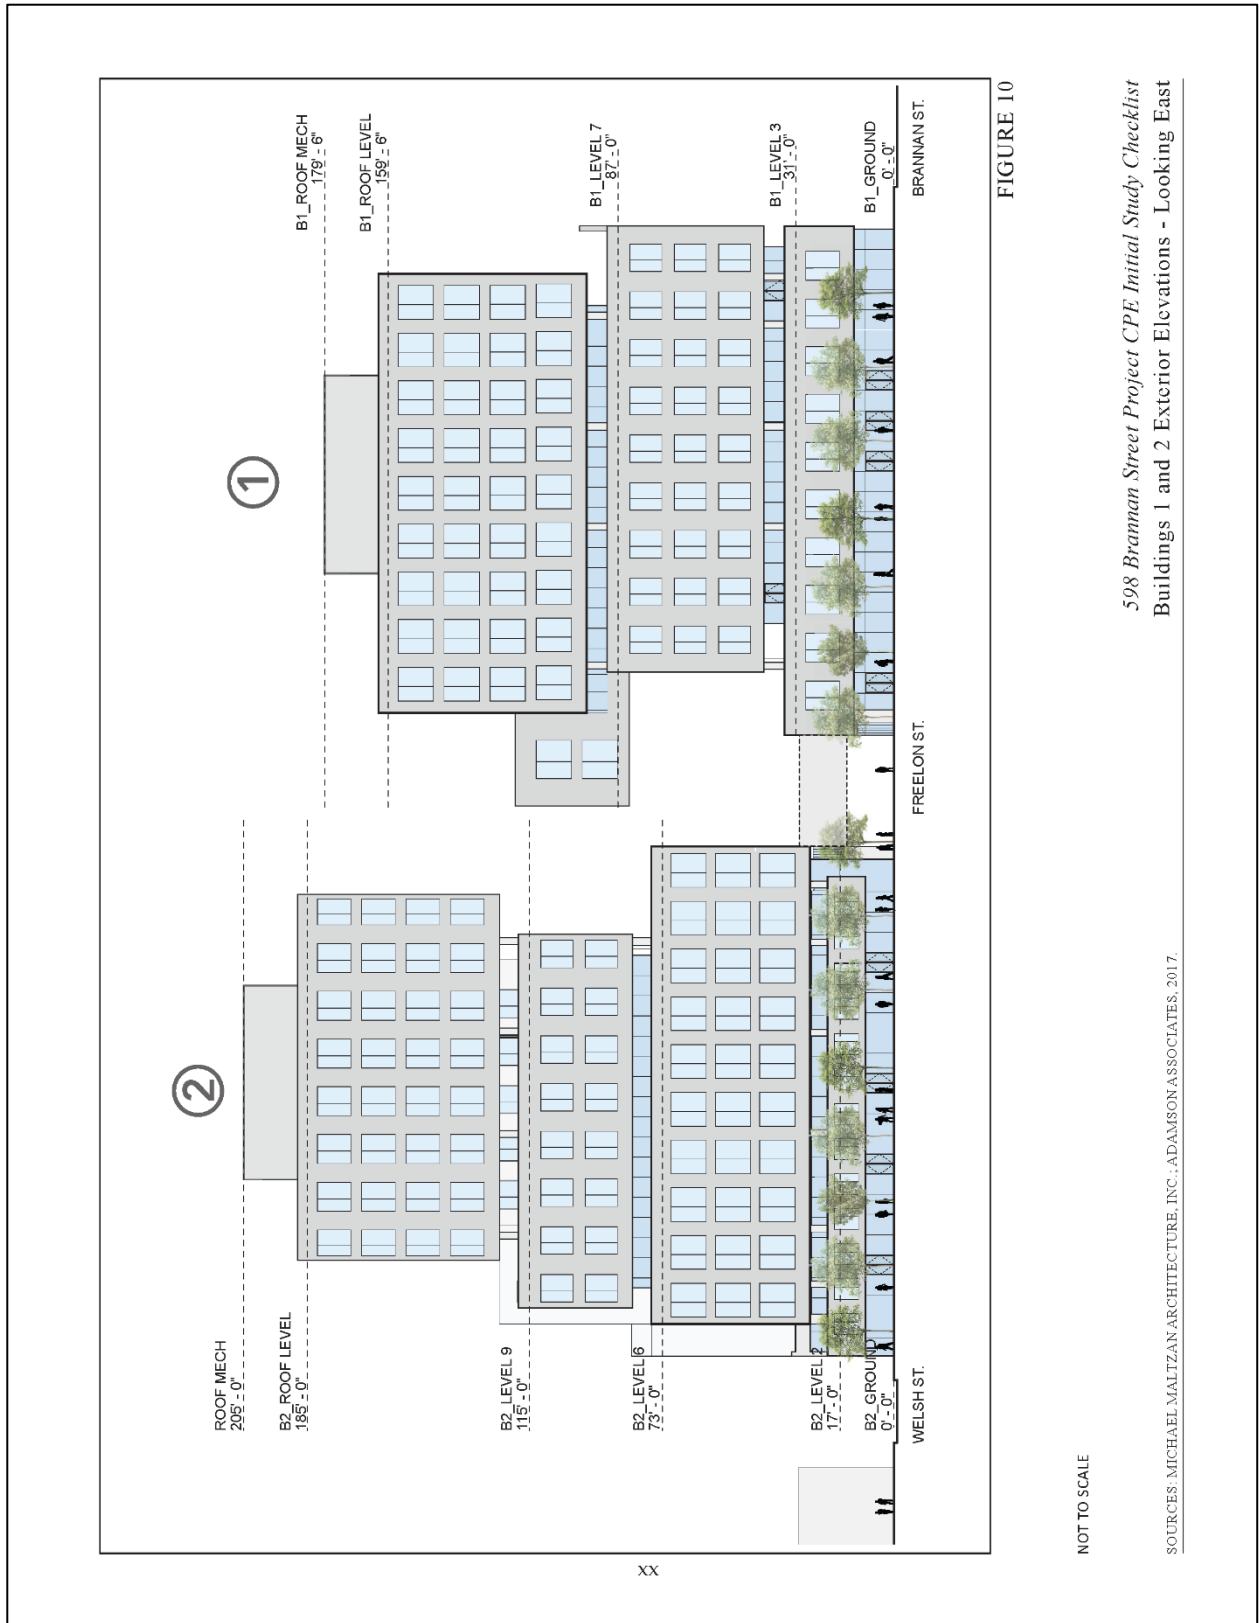 ①
②
B1_ROOF MECH
179' - 6"
B1_ROOF LEVEL
159' - 6"
B1_LEVEL 7
87' - 0"
B1_LEVEL 3
31' - 0"
B1_GROUND
0' - 0"
ROOF MECH
205' - 0"
B2_ROOF LEVEL
185' - 0"
B2_LEVEL 9
115' - 0"
B2_LEVEL 6
73' - 0"
B2_LEVEL 2
17' - 0"
B2_GROUND
0' - 0"
WELSH ST.
FREELON ST.
BRANNAN ST.
FIGURE 10
NOT TO SCALE
598 Brannan Street Project CPE Initial Study Checklist
Buildings 1 and 2 Exterior Elevations - Looking East
SOURCES: MICHAEL MALTZAN ARCHITECTURE, INC.; ADAMSON ASSOCIATES, 2017.
XX